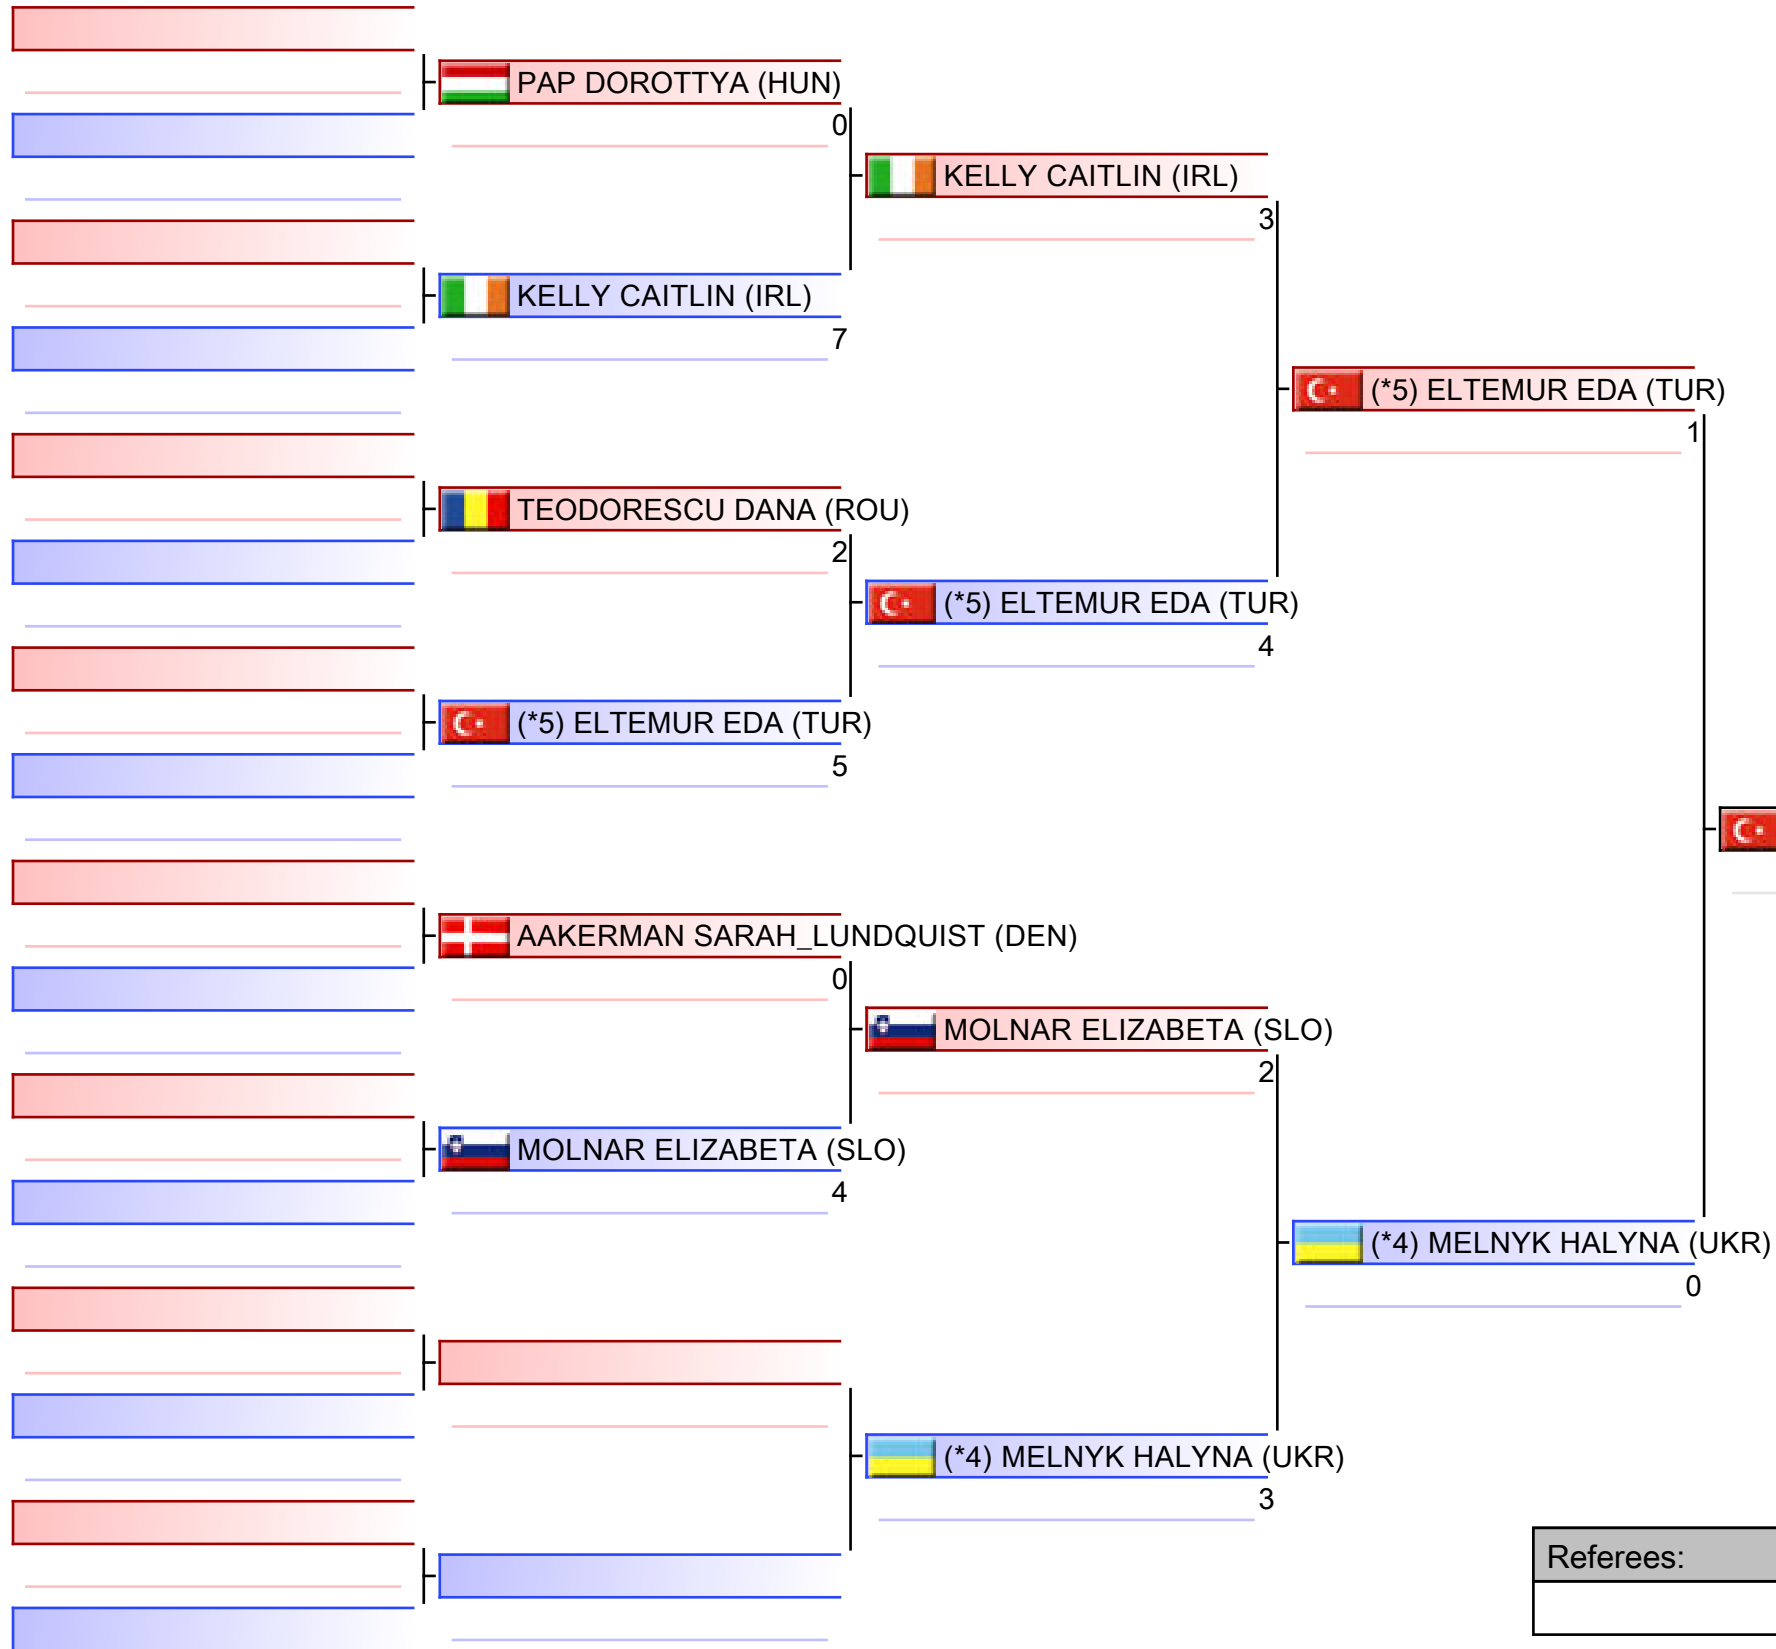 PAP DOROTTYA (HUN)
0
KELLY CAITLIN (IRL)
3
KELLY CAITLIN (IRL)
7
(*5) ELTEMUR EDA (TUR)
1
TEODORESCU DANA (ROU)
2
(*5) ELTEMUR EDA (TUR)
4
(*5) ELTEMUR EDA (TUR)
5
AAKERMAN SARAH_LUNDQUIST (DEN)
0
MOLNAR ELIZABETA (SLO)
2
MOLNAR ELIZABETA (SLO)
4
(*4) MELNYK HALYNA (UKR)
0
(*4) MELNYK HALYNA (UKR)
3
Referees: